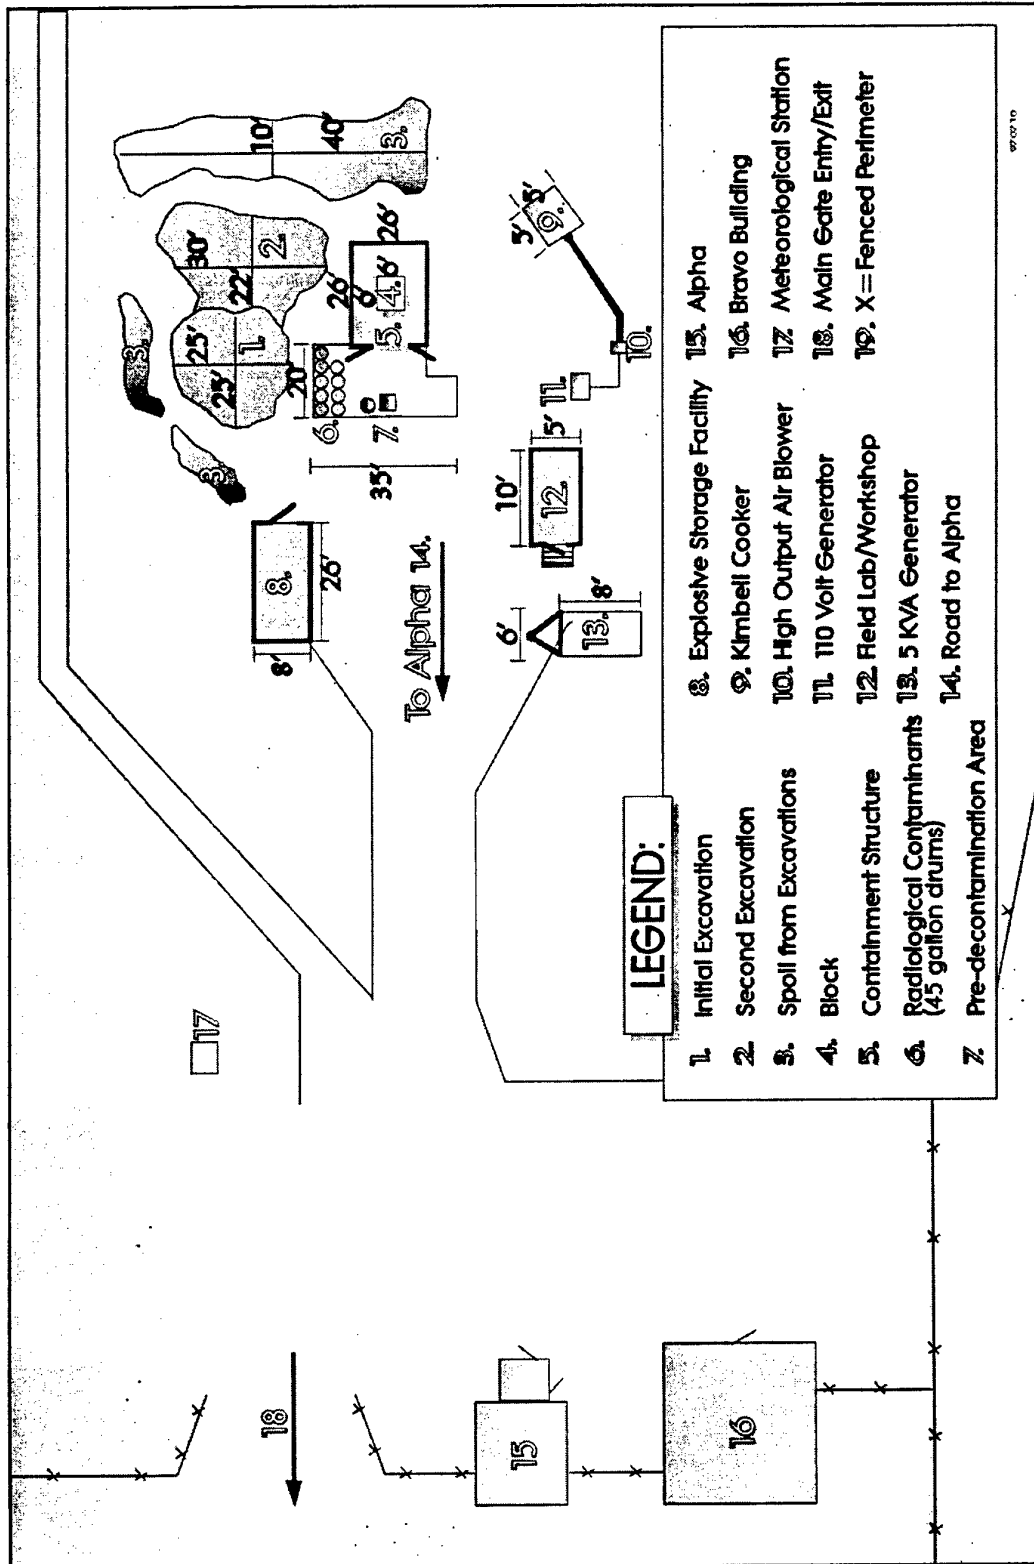 3.
25'
25'
1.
30'
22'
2.
10'
40'
3.
3.
17
8'
8.
26'
6.
20'
26'
6'
4.
6'
26'
5.
7.
35'
18
To Alpha 14.
6'
8'
13.
10'
5'
12.
11.
10.
5'
5'
9.
15
16
LEGEND:
1. Initial Excavation
2. Second Excavation
3. Spoil from Excavations
4. Block
5. Containment Structure
6. Radiological Contaminants
(45 gallon drums)
7. Pre-decontamination Area
8. Explosive Storage Facility
9. Kimbell Cooker
10. High Output Air Blower
11. 110 Volt Generator
12. Field Lab/Workshop
13. 5 KVA Generator
14. Road to Alpha
15. Alpha
16. Bravo Building
17. Meteorological Station
18. Main Gate Entry/Exit
19. X=Fenced Perimeter